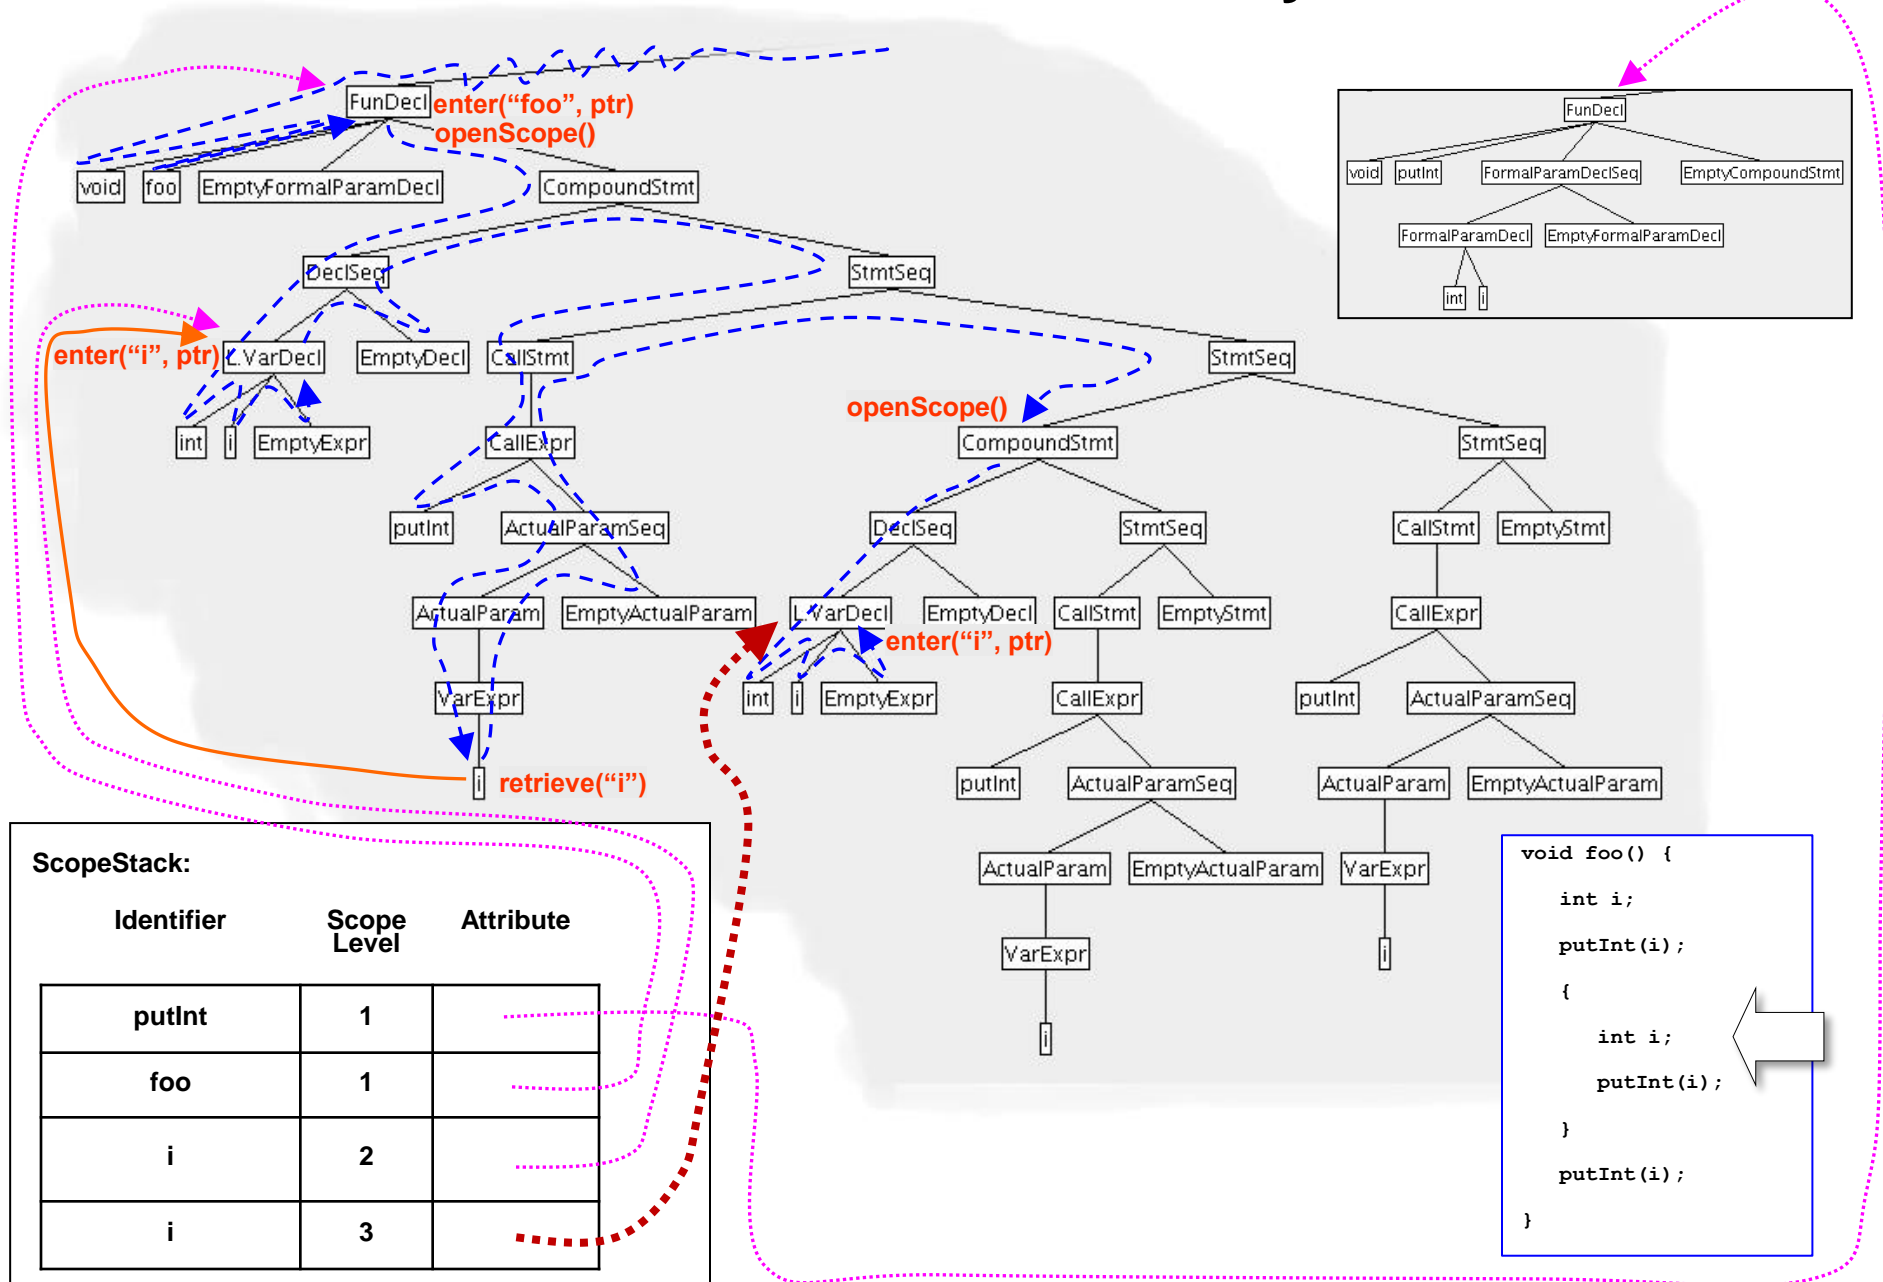 FunDecl
enter(“foo”, ptr)
openScope()
void
foo
EmptyFormalParamDecl
CompoundStmt
FunDecl
void
putInt
FormalParamDeclSeq
EmptyCompoundStmt
FormalParamDecl
EmptyFormalParamDecl
int
i
DeclSeq
StmtSeq
enter(“i”, ptr)
L.VarDecl
EmptyDecl
CallStmt
StmtSeq
openScope()
int
i
EmptyExpr
CallExpr
CompoundStmt
StmtSeq
putInt
ActualParamSeq
DeclSeq
StmtSeq
CallStmt
EmptyStmt
ActualParam
EmptyActualParam
L.VarDecl
EmptyDecl
CallStmt
EmptyStmt
CallExpr
enter(“i”, ptr)
VarExpr
int
i
EmptyExpr
CallExpr
putInt
ActualParamSeq
i
retrieve(“i”)
putInt
ActualParamSeq
ActualParam
EmptyActualParam
ActualParam
EmptyActualParam
VarExpr
VarExpr
i
i
ScopeStack:
Identifier
Scope
Level
Attribute
putInt
1
foo
1
i
2
i
3
void foo() {
int i;
putInt(i);
{
int i;
putInt(i);
}
putInt(i);
}